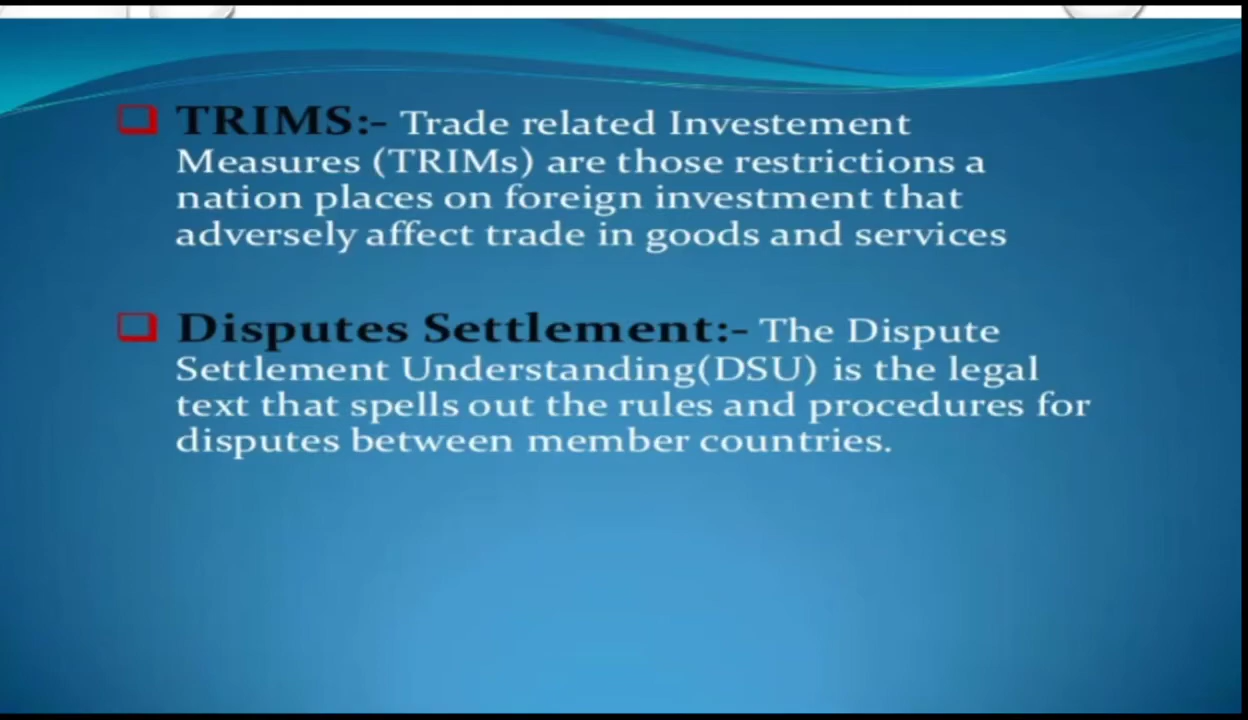 TRIMS:- Trade related Investement
Measures (TRIMs) are those restrictions a
nation places on foreign investment that
adversely affect trade in goods and services
Disputes Settlement:- The Dispute
Settlement Understanding(DSU) is the legal
text that spells out the rules and procedures for
disputes between member countries.